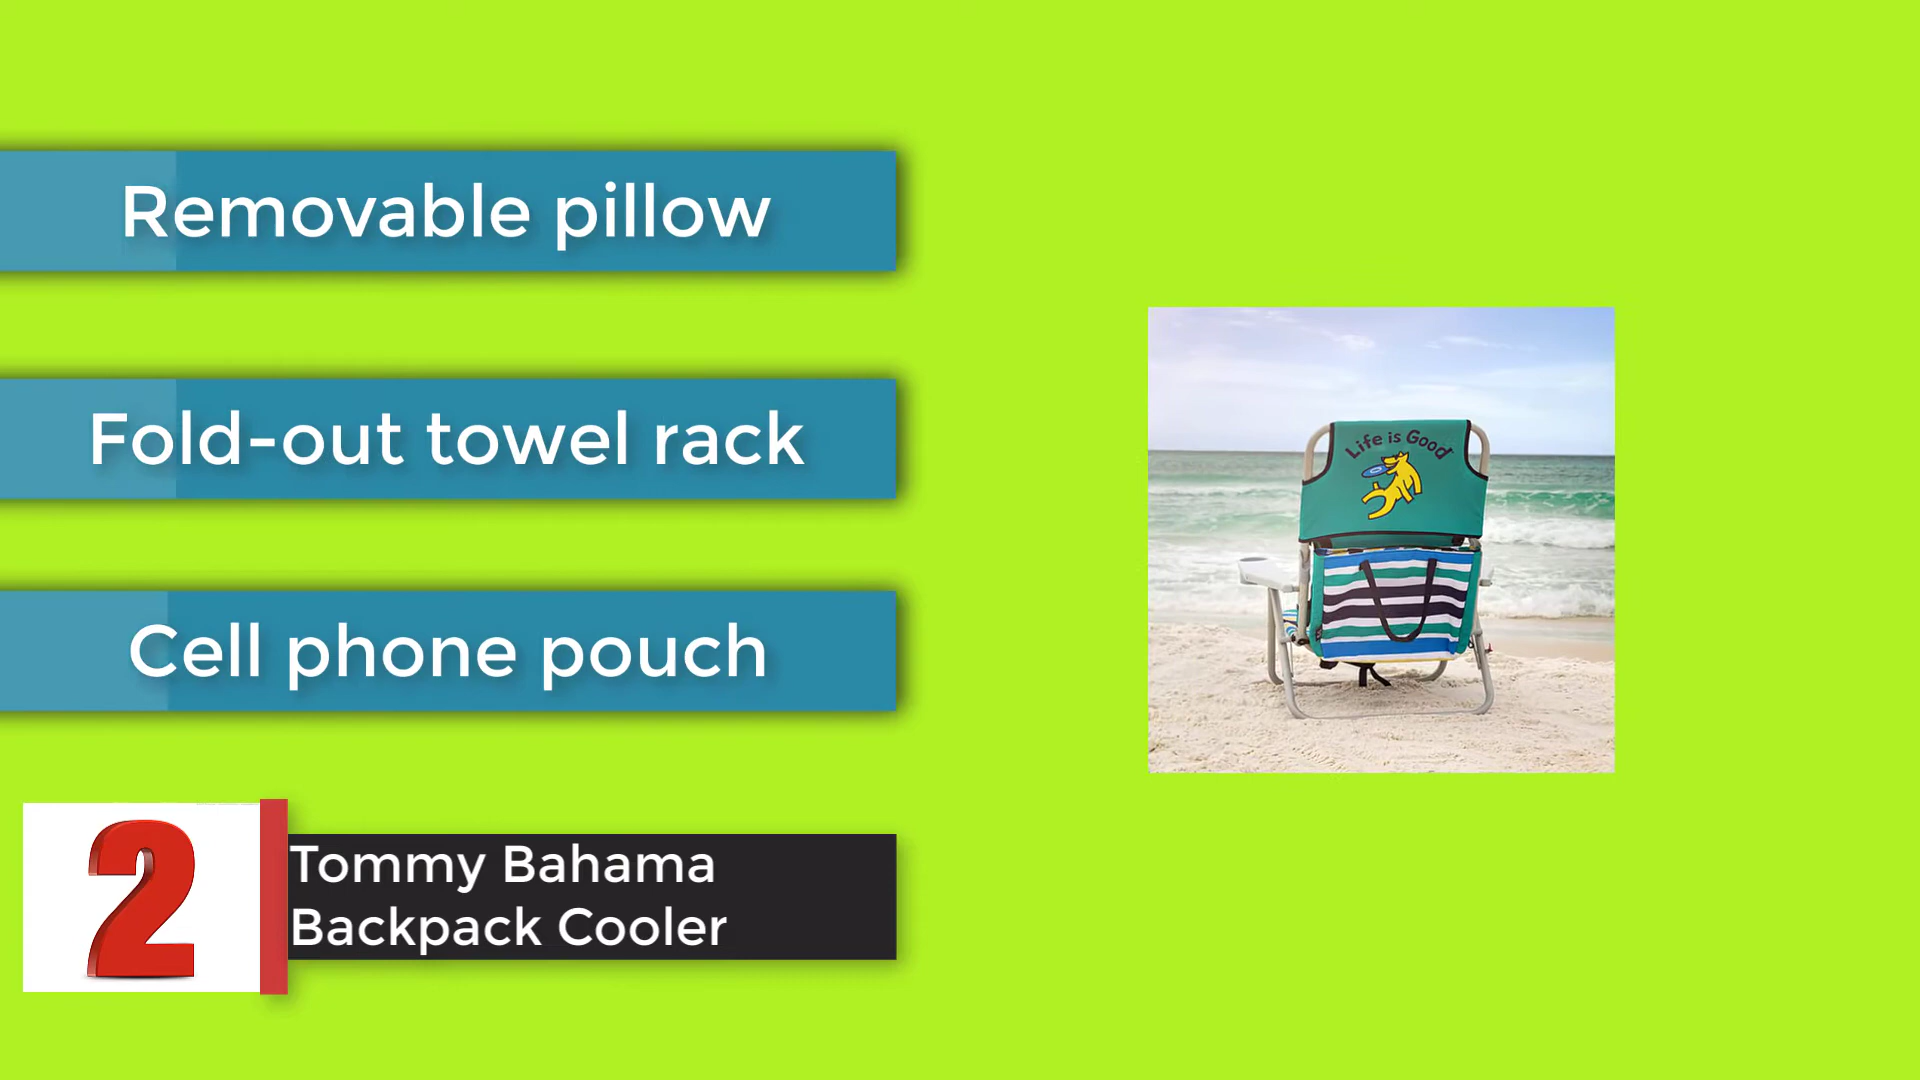 Removable pillow
Fold-out towel rack
Cell phone pouch
2
Tommy Bahama
Backpack Cooler
Life is Good